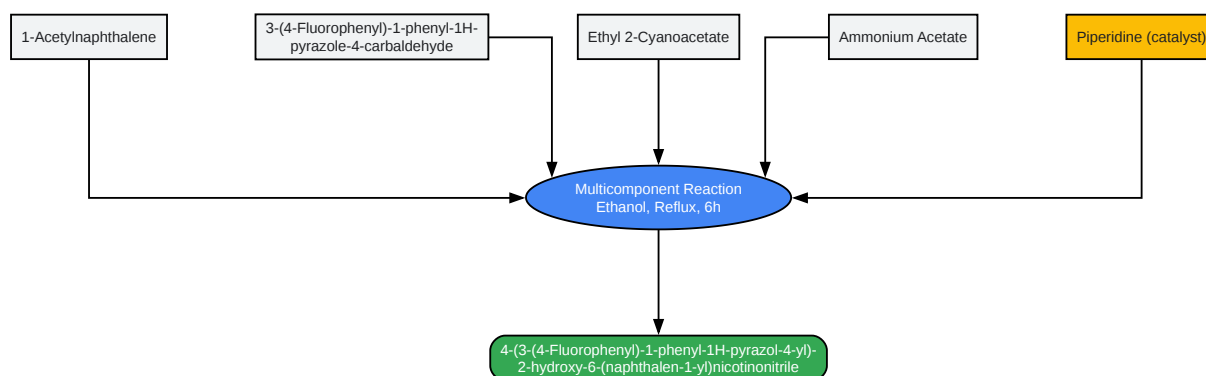 1-Acetylnaphthalene
3-(4-Fluorophenyl)-1-phenyl-1H-
pyrazole-4-carbaldehyde
Ethyl 2-Cyanoacetate
Ammonium Acetate
Piperidine (catalyst)
Multicomponent Reaction
Ethanol, Reflux, 6h
4-(3-(4-Fluorophenyl)-1-phenyl-1H-pyrazol-4-yl)-
2-hydroxy-6-(naphthalen-1-yl)nicotinonitrile